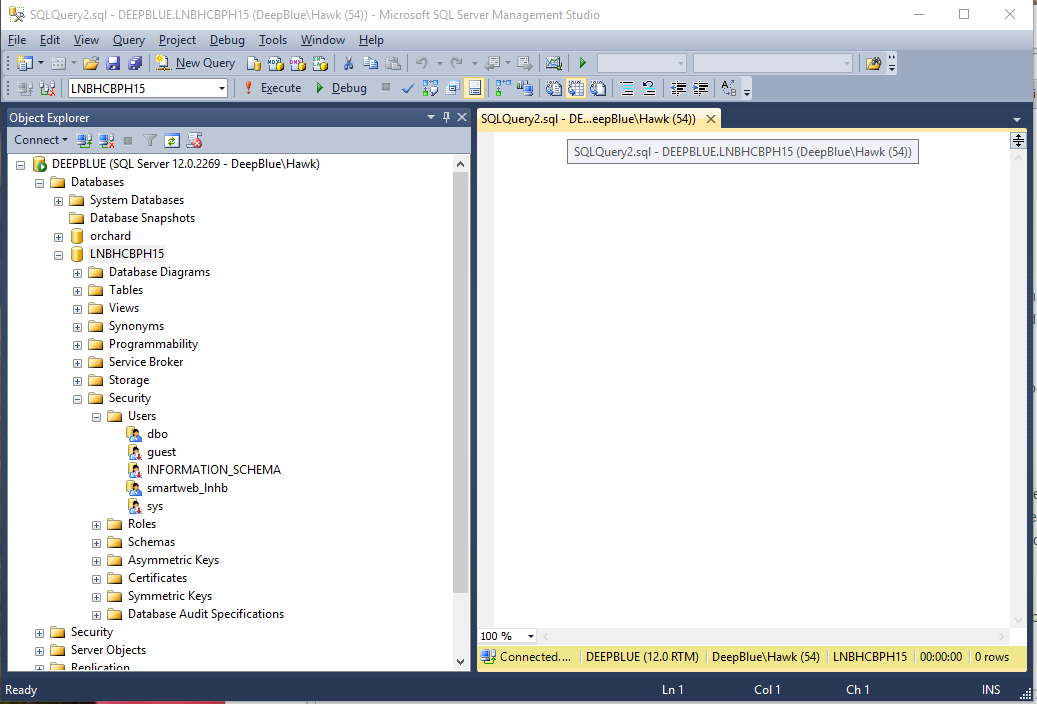 SQLQuery2.sql - DEEPBLUE.LNBHCBPH15 (DeepBlue\Hawk (54)) - Microsoft SQL Server Management Studio
File Edit View Query Project Debug Tools Window Help
New Query
LNBHCBPH15 Execute Debug
Object Explorer
Connect
DEEPBLUE (SQL Server 12.0.2269 - DeepBlue\Hawk)
Databases
System Databases
Database Snapshots
orchard
LNBHCBPH15
Database Diagrams
Tables
Views
Synonyms
Programmability
Service Broker
Storage
Security
Users
dbo
guest
INFORMATION_SCHEMA
smartweb_lnhb
sys
Roles
Schemas
Asymmetric Keys
Certificates
Symmetric Keys
Database Audit Specifications
Security
Server Objects
Replication
SQLQuery2.sql - DE...eepBlue\Hawk (54))
SQLQuery2.sql - DEEPBLUE.LNBHCBPH15 (DeepBlue\Hawk (54))
100 %
Connected.... DEEPBLUE (12.0 RTM) DeepBlue\Hawk (54) LNBHCBPH15 00:00:00 0 rows
Ready Ln 1 Col 1 Ch 1 INS